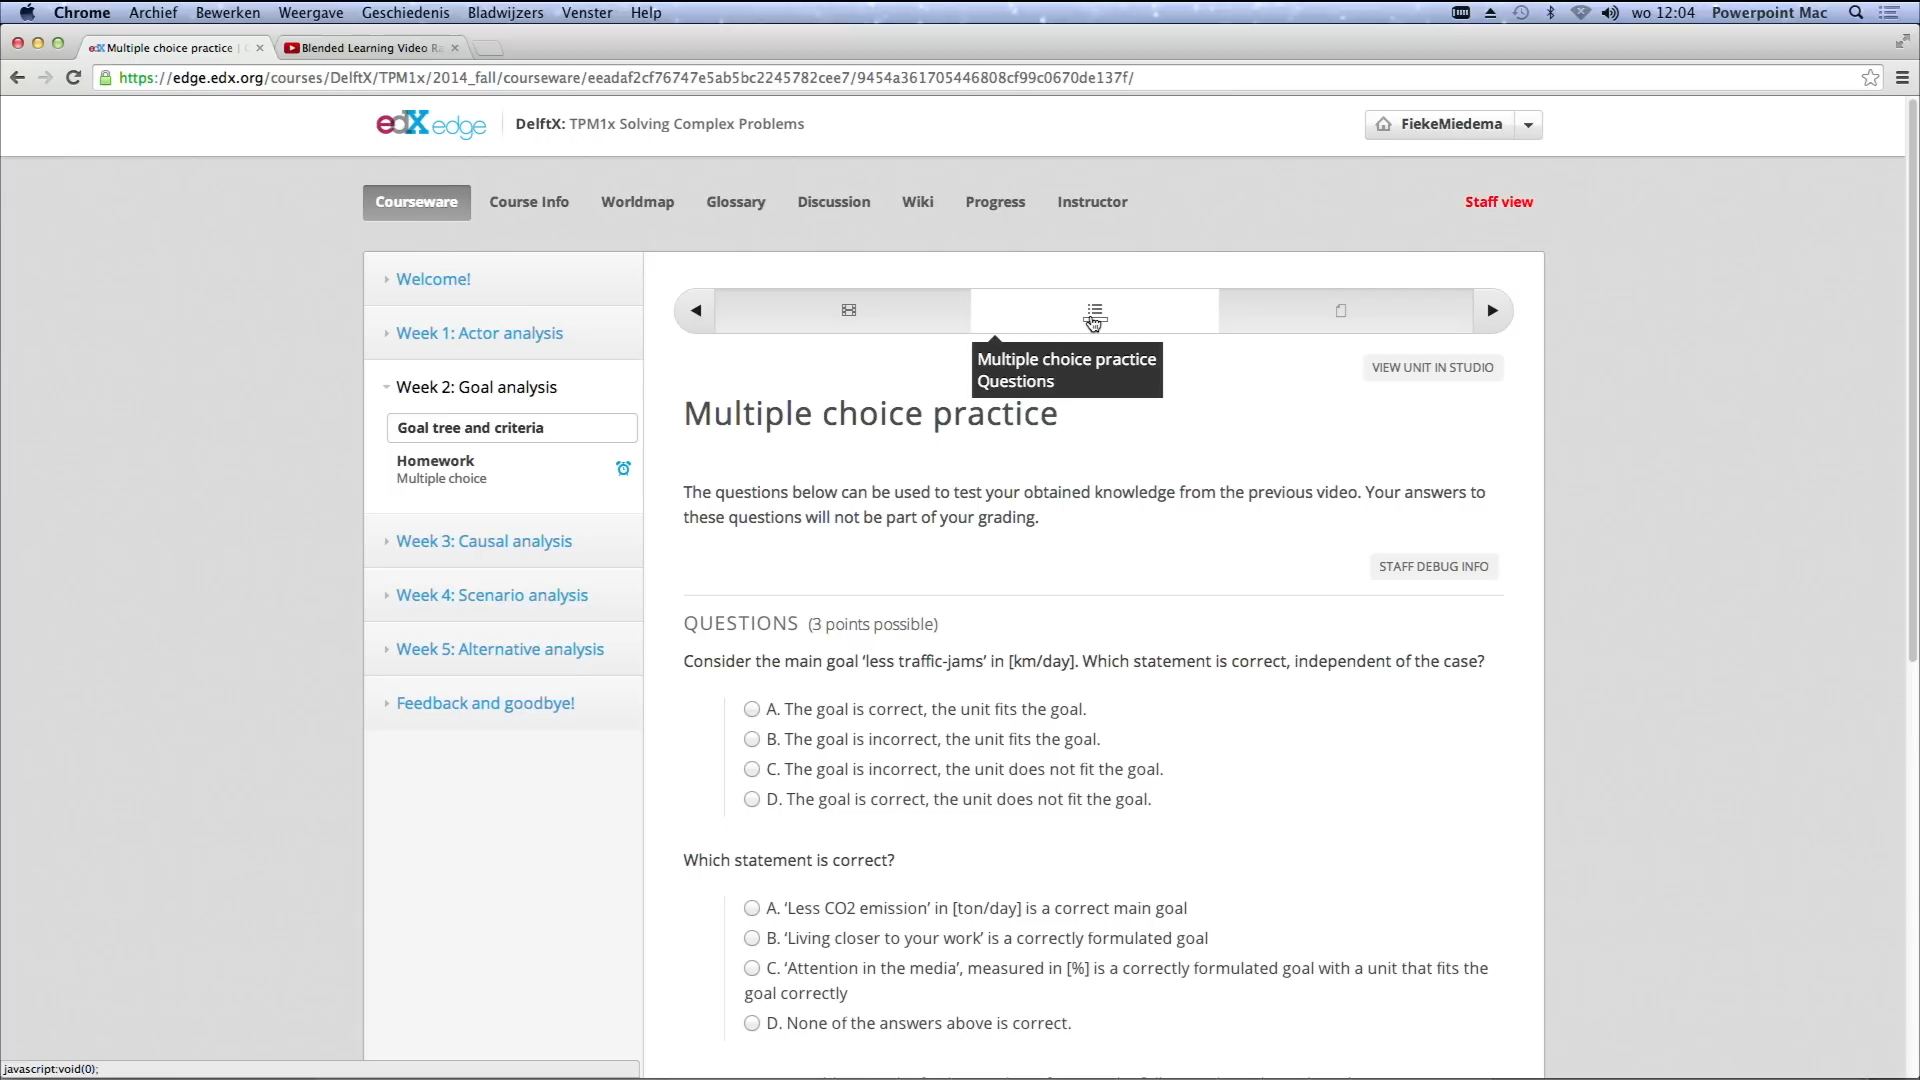 Chrome Archief Bewerken Weergave Geschiedenis Bladwijzers Venster Help wo 12:04 Powerpoint Mac
edX Multiple choice practice | Blended Learning Video
https://edge.edx.org/courses/DelftX/TPM1x/2014_fall/courseware/eeadaf2cf76747e5ab5bc2245782cee7/9454a361705446808cf99c0670de137f/
edX edge DelftX: TPM1x Solving Complex Problems FiekeMiedema
Courseware Course Info Worldmap Glossary Discussion Wiki Progress Instructor Staff view
Welcome!
Week 1: Actor analysis
Week 2: Goal analysis
Goal tree and criteria
Homework
Multiple choice
Week 3: Causal analysis
Week 4: Scenario analysis
Week 5: Alternative analysis
Feedback and goodbye!
Multiple choice practice
Questions
VIEW UNIT IN STUDIO
Multiple choice practice
The questions below can be used to test your obtained knowledge from the previous video. Your answers to
these questions will not be part of your grading.
STAFF DEBUG INFO
QUESTIONS (3 points possible)
Consider the main goal ‘less traffic-jams’ in [km/day]. Which statement is correct, independent of the case?
A. The goal is correct, the unit fits the goal.
B. The goal is incorrect, the unit fits the goal.
C. The goal is incorrect, the unit does not fit the goal.
D. The goal is correct, the unit does not fit the goal.
Which statement is correct?
A. ‘Less CO2 emission’ in [ton/day] is a correct main goal
B. ‘Living closer to your work’ is a correctly formulated goal
C. ‘Attention in the media’, measured in [%] is a correctly formulated goal with a unit that fits the
goal correctly
D. None of the answers above is correct.
javascript:void(0);